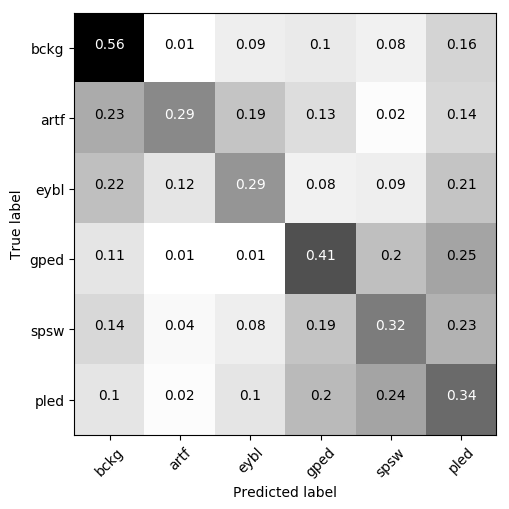 True label
bckg 0.56 0.01 0.09 0.1 0.08 0.16
artf 0.23 0.29 0.19 0.13 0.02 0.14
eybl 0.22 0.12 0.29 0.08 0.09 0.21
gped 0.11 0.01 0.01 0.41 0.2 0.25
spsw 0.14 0.04 0.08 0.19 0.32 0.23
pled 0.1 0.02 0.1 0.2 0.24 0.34
bckg artf eybl gped spsw pled
Predicted label